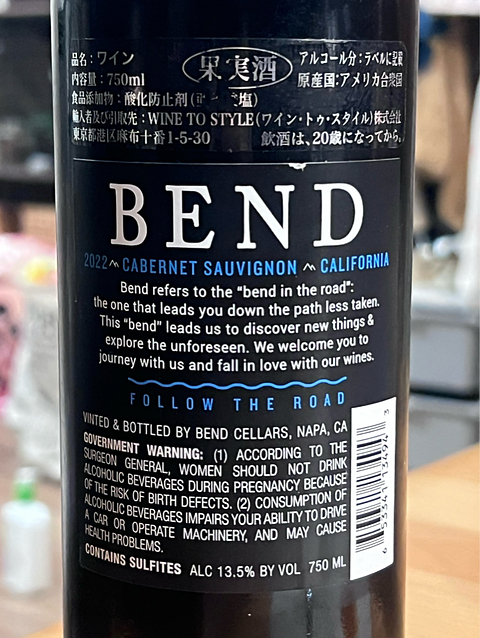 品名：ワイン 果実酒 アルコール分：ラベルに記載
内容量：750ml 原産国：アメリカ合衆国
食品添加物：酸化防止剤（亜 塩）
輸入者及び引取先：WINE TO STYLE（ワイン・トゥ・スタイル）株式会社
東京都港区麻布十番1-5-30 飲酒は、20歳になってから。
BEND
2022 CABERNET SAUVIGNON CALIFORNIA
Bend refers to the “bend in the road”:
the one that leads you down the path less taken.
This “bend” leads us to discover new things &
explore the unforeseen. We welcome you to
journey with us and fall in love with our wines.
FOLLOW THE ROAD
VINTED & BOTTLED BY BEND CELLARS, NAPA, CA
GOVERNMENT WARNING: (1) ACCORDING TO THE
SURGEON GENERAL, WOMEN SHOULD NOT DRINK
ALCOHOLIC BEVERAGES DURING PREGNANCY BECAUSE
OF THE RISK OF BIRTH DEFECTS. (2) CONSUMPTION OF
ALCOHOLIC BEVERAGES IMPAIRS YOUR ABILITY TO DRIVE
A CAR OR OPERATE MACHINERY, AND MAY CAUSE
HEALTH PROBLEMS.
CONTAINS SULFITES ALC 13.5% BY VOL 750 ML
6 53341 13494 3